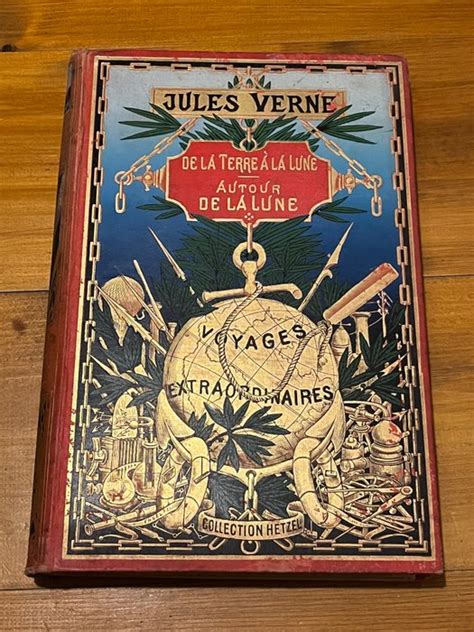 JULES VERNE
DE LA TERRE À LA LUNE
AUTOUR
DE LA LUNE
VOYAGES
EXTRAORDINAIRES
COLLECTION HETZEL